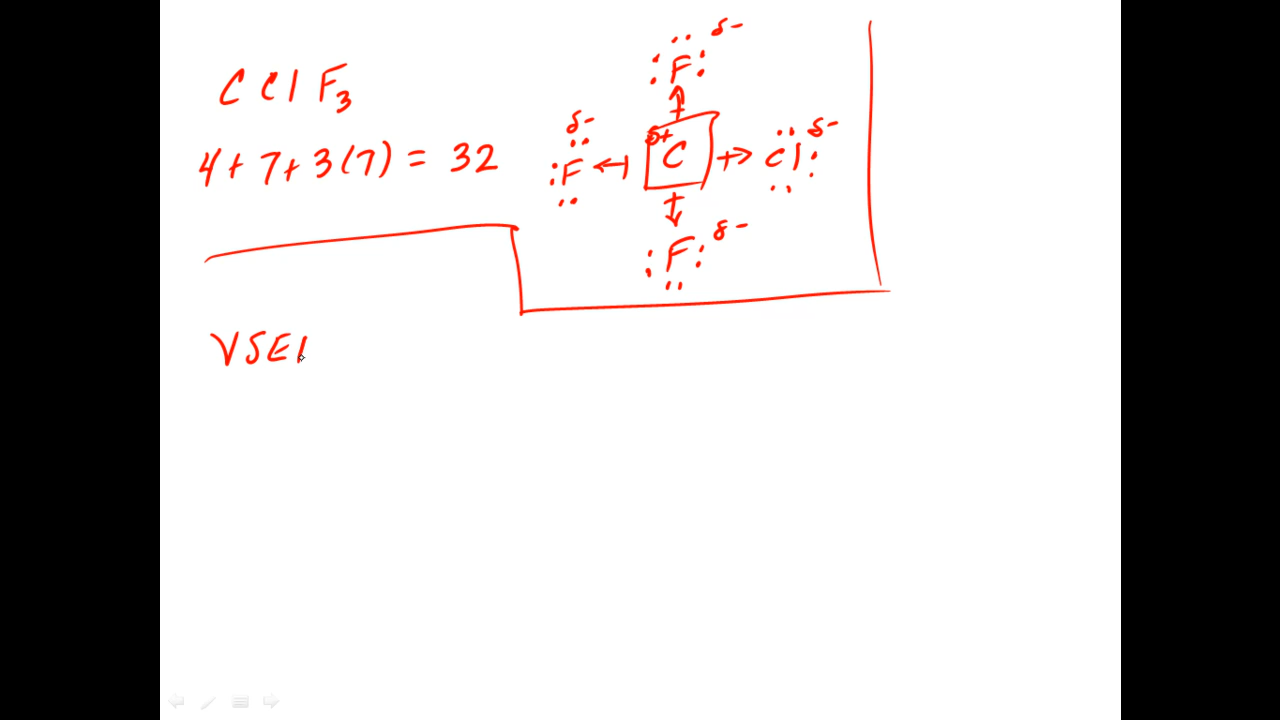 C Cl F3
4 + 7 + 3(7) = 32
δ-
:F:
δ-
:F
δ+
C
Cl:
δ-
:F:
δ-
VSE